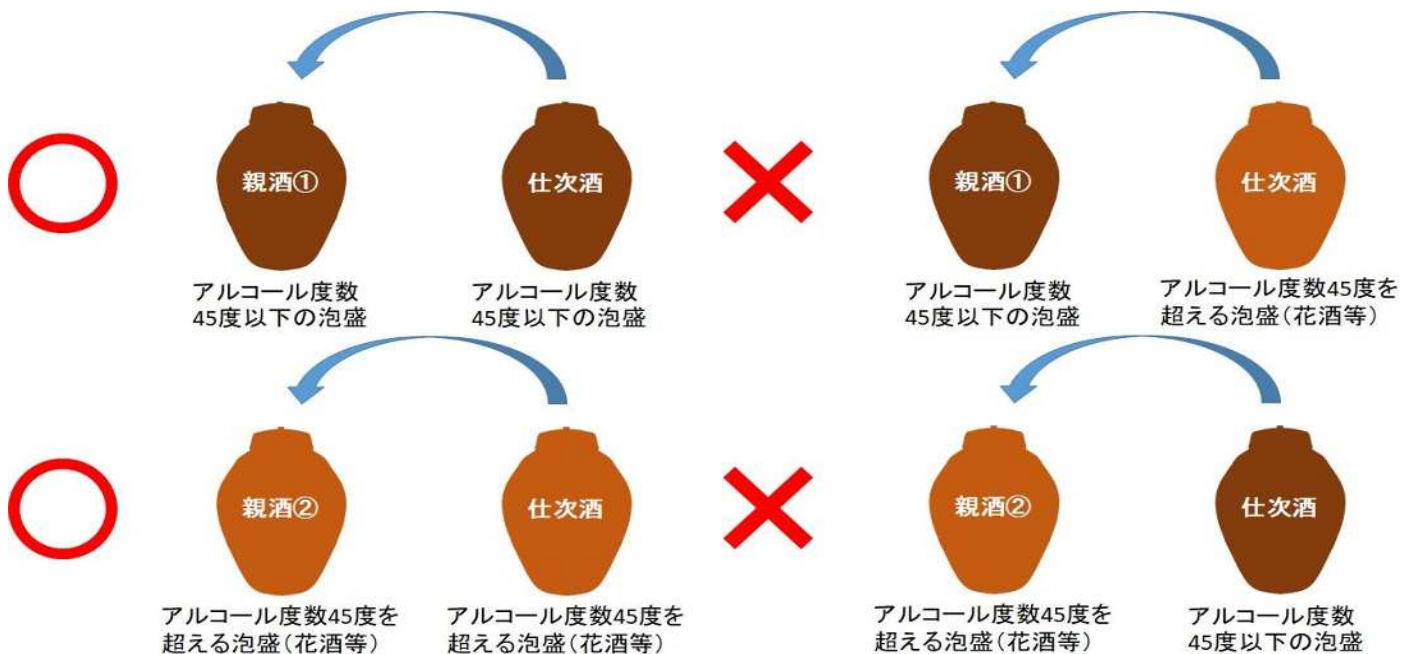 親酒①
仕次酒
親酒①
仕次酒
アルコール度数
45度以下の泡盛
アルコール度数
45度以下の泡盛
アルコール度数
45度以下の泡盛
アルコール度数45度を
超える泡盛(花酒等)
親酒②
仕次酒
親酒②
仕次酒
アルコール度数45度を
超える泡盛(花酒等)
アルコール度数45度を
超える泡盛(花酒等)
アルコール度数45度を
超える泡盛(花酒等)
アルコール度数
45度以下の泡盛